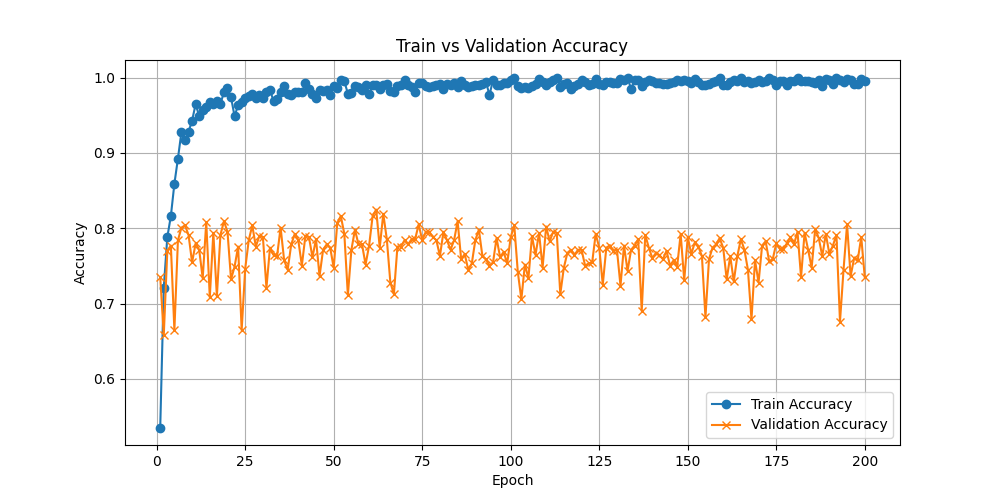 Train vs Validation Accuracy
1.0
0.9
0.8
0.7
0.6
Accuracy
0 25 50 75 100 125 150 175 200
Epoch
Train Accuracy
Validation Accuracy